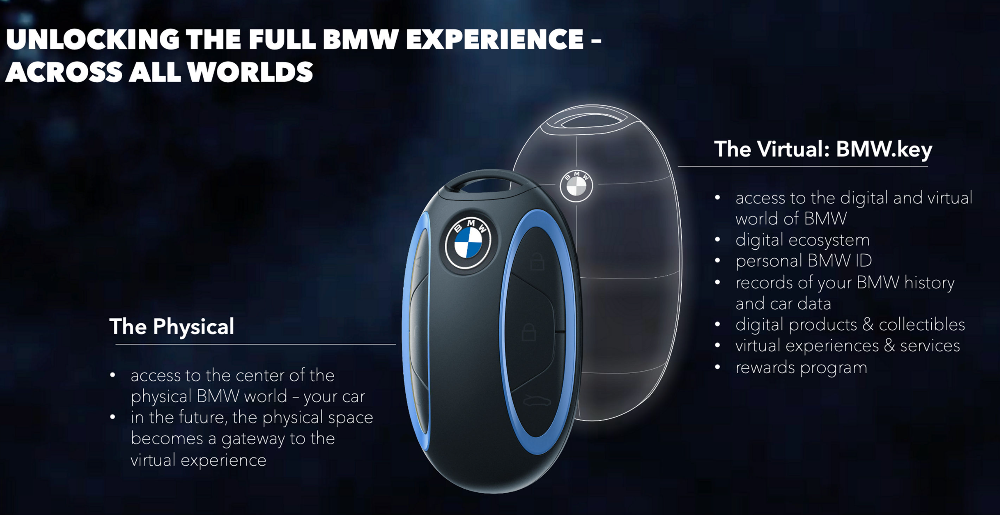 UNLOCKING THE FULL BMW EXPERIENCE –
ACROSS ALL WORLDS
The Virtual: BMW.key
• access to the digital and virtual
world of BMW
• digital ecosystem
• personal BMW ID
• records of your BMW history
and car data
• digital products & collectibles
• virtual experiences & services
• rewards program
BMW
BMW
The Physical
• access to the center of the
physical BMW world – your car
• in the future, the physical space
becomes a gateway to the
virtual experience